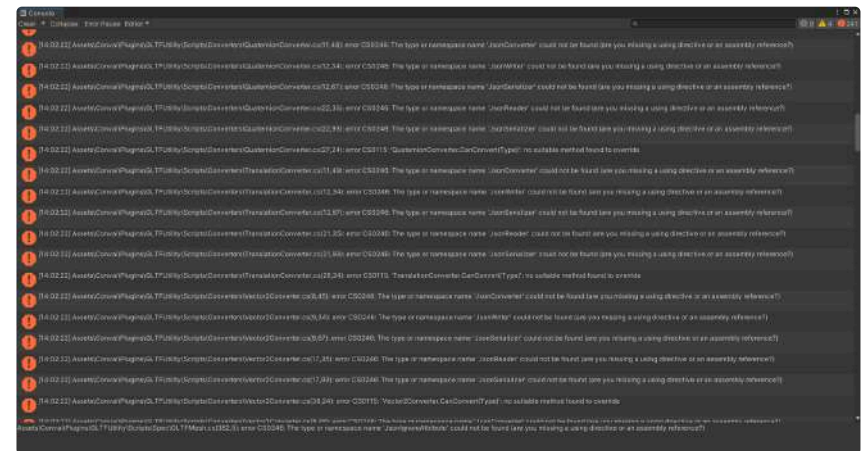 Console
Clear Collapse Error Pause Editor
[14:02:22] Assets\Convai\Plugins\GLTFUtility\Scripts\Converters\QuaternionConverter.cs(11,48): error CS0246: The type or namespace name 'JsonConverter' could not be found (are you missing a using directive or an assembly reference?)
[14:02:22] Assets\Convai\Plugins\GLTFUtility\Scripts\Converters\QuaternionConverter.cs(12,34): error CS0246: The type or namespace name 'JsonWriter' could not be found (are you missing a using directive or an assembly reference?)
[14:02:22] Assets\Convai\Plugins\GLTFUtility\Scripts\Converters\QuaternionConverter.cs(12,67): error CS0246: The type or namespace name 'JsonSerializer' could not be found (are you missing a using directive or an assembly reference?)
[14:02:22] Assets\Convai\Plugins\GLTFUtility\Scripts\Converters\QuaternionConverter.cs(22,35): error CS0246: The type or namespace name 'JsonReader' could not be found (are you missing a using directive or an assembly reference?)
[14:02:22] Assets\Convai\Plugins\GLTFUtility\Scripts\Converters\QuaternionConverter.cs(22,93): error CS0246: The type or namespace name 'JsonSerializer' could not be found (are you missing a using directive or an assembly reference?)
[14:02:22] Assets\Convai\Plugins\GLTFUtility\Scripts\Converters\QuaternionConverter.cs(27,24): error CS0115: 'QuaternionConverter.CanConvert(Type)': no suitable method found to override
[14:02:22] Assets\Convai\Plugins\GLTFUtility\Scripts\Converters\TranslationConverter.cs(11,49): error CS0246: The type or namespace name 'JsonConverter' could not be found (are you missing a using directive or an assembly reference?)
[14:02:22] Assets\Convai\Plugins\GLTFUtility\Scripts\Converters\TranslationConverter.cs(12,34): error CS0246: The type or namespace name 'JsonWriter' could not be found (are you missing a using directive or an assembly reference?)
[14:02:22] Assets\Convai\Plugins\GLTFUtility\Scripts\Converters\TranslationConverter.cs(12,67): error CS0246: The type or namespace name 'JsonSerializer' could not be found (are you missing a using directive or an assembly reference?)
[14:02:22] Assets\Convai\Plugins\GLTFUtility\Scripts\Converters\TranslationConverter.cs(21,35): error CS0246: The type or namespace name 'JsonReader' could not be found (are you missing a using directive or an assembly reference?)
[14:02:22] Assets\Convai\Plugins\GLTFUtility\Scripts\Converters\TranslationConverter.cs(21,93): error CS0246: The type or namespace name 'JsonSerializer' could not be found (are you missing a using directive or an assembly reference?)
[14:02:22] Assets\Convai\Plugins\GLTFUtility\Scripts\Converters\TranslationConverter.cs(26,24): error CS0115: 'TranslationConverter.CanConvert(Type)': no suitable method found to override
[14:02:22] Assets\Convai\Plugins\GLTFUtility\Scripts\Converters\Vector2Converter.cs(8,45): error CS0246: The type or namespace name 'JsonConverter' could not be found (are you missing a using directive or an assembly reference?)
[14:02:22] Assets\Convai\Plugins\GLTFUtility\Scripts\Converters\Vector2Converter.cs(9,34): error CS0246: The type or namespace name 'JsonWriter' could not be found (are you missing a using directive or an assembly reference?)
[14:02:22] Assets\Convai\Plugins\GLTFUtility\Scripts\Converters\Vector2Converter.cs(9,67): error CS0246: The type or namespace name 'JsonSerializer' could not be found (are you missing a using directive or an assembly reference?)
[14:02:22] Assets\Convai\Plugins\GLTFUtility\Scripts\Converters\Vector2Converter.cs(17,35): error CS0246: The type or namespace name 'JsonReader' could not be found (are you missing a using directive or an assembly reference?)
[14:02:22] Assets\Convai\Plugins\GLTFUtility\Scripts\Converters\Vector2Converter.cs(17,93): error CS0246: The type or namespace name 'JsonSerializer' could not be found (are you missing a using directive or an assembly reference?)
[14:02:22] Assets\Convai\Plugins\GLTFUtility\Scripts\Converters\Vector2Converter.cs(38,24): error CS0115: 'Vector2Converter.CanConvert(Type)': no suitable method found to override
Assets\Convai\Plugins\GLTFUtility\Scripts\Spec\GLTFMesh.cs(382,5): error CS0246: The type or namespace name 'JsonIgnoreAttribute' could not be found (are you missing a using directive or an assembly reference?)